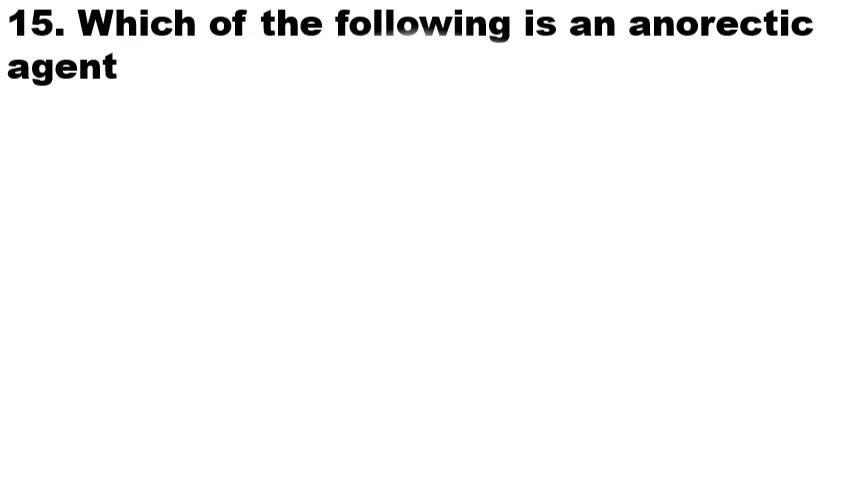 15. Which of the following is an anorectic
agent